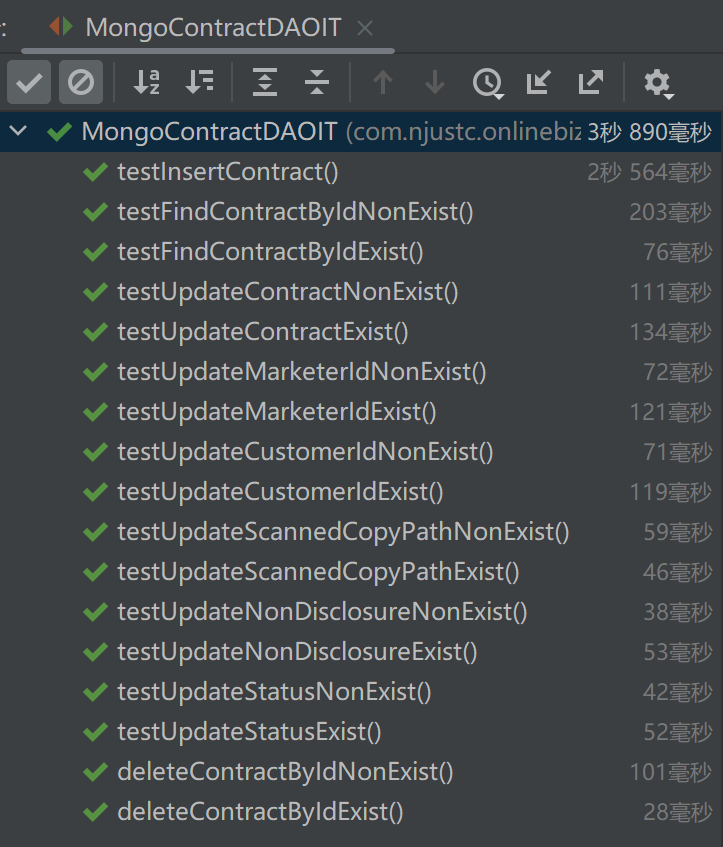 : MongoContractDAOIT
MongoContractDAOIT (com.njustc.onlinebiz 3秒 890毫秒
testInsertContract() 2秒 564毫秒
testFindContractByIdNonExist() 203毫秒
testFindContractByIdExist() 76毫秒
testUpdateContractNonExist() 111毫秒
testUpdateContractExist() 134毫秒
testUpdateMarketerIdNonExist() 72毫秒
testUpdateMarketerIdExist() 121毫秒
testUpdateCustomerIdNonExist() 71毫秒
testUpdateCustomerIdExist() 119毫秒
testUpdateScannedCopyPathNonExist() 59毫秒
testUpdateScannedCopyPathExist() 46毫秒
testUpdateNonDisclosureNonExist() 38毫秒
testUpdateNonDisclosureExist() 53毫秒
testUpdateStatusNonExist() 42毫秒
testUpdateStatusExist() 52毫秒
deleteContractByIdNonExist() 101毫秒
deleteContractByIdExist() 28毫秒